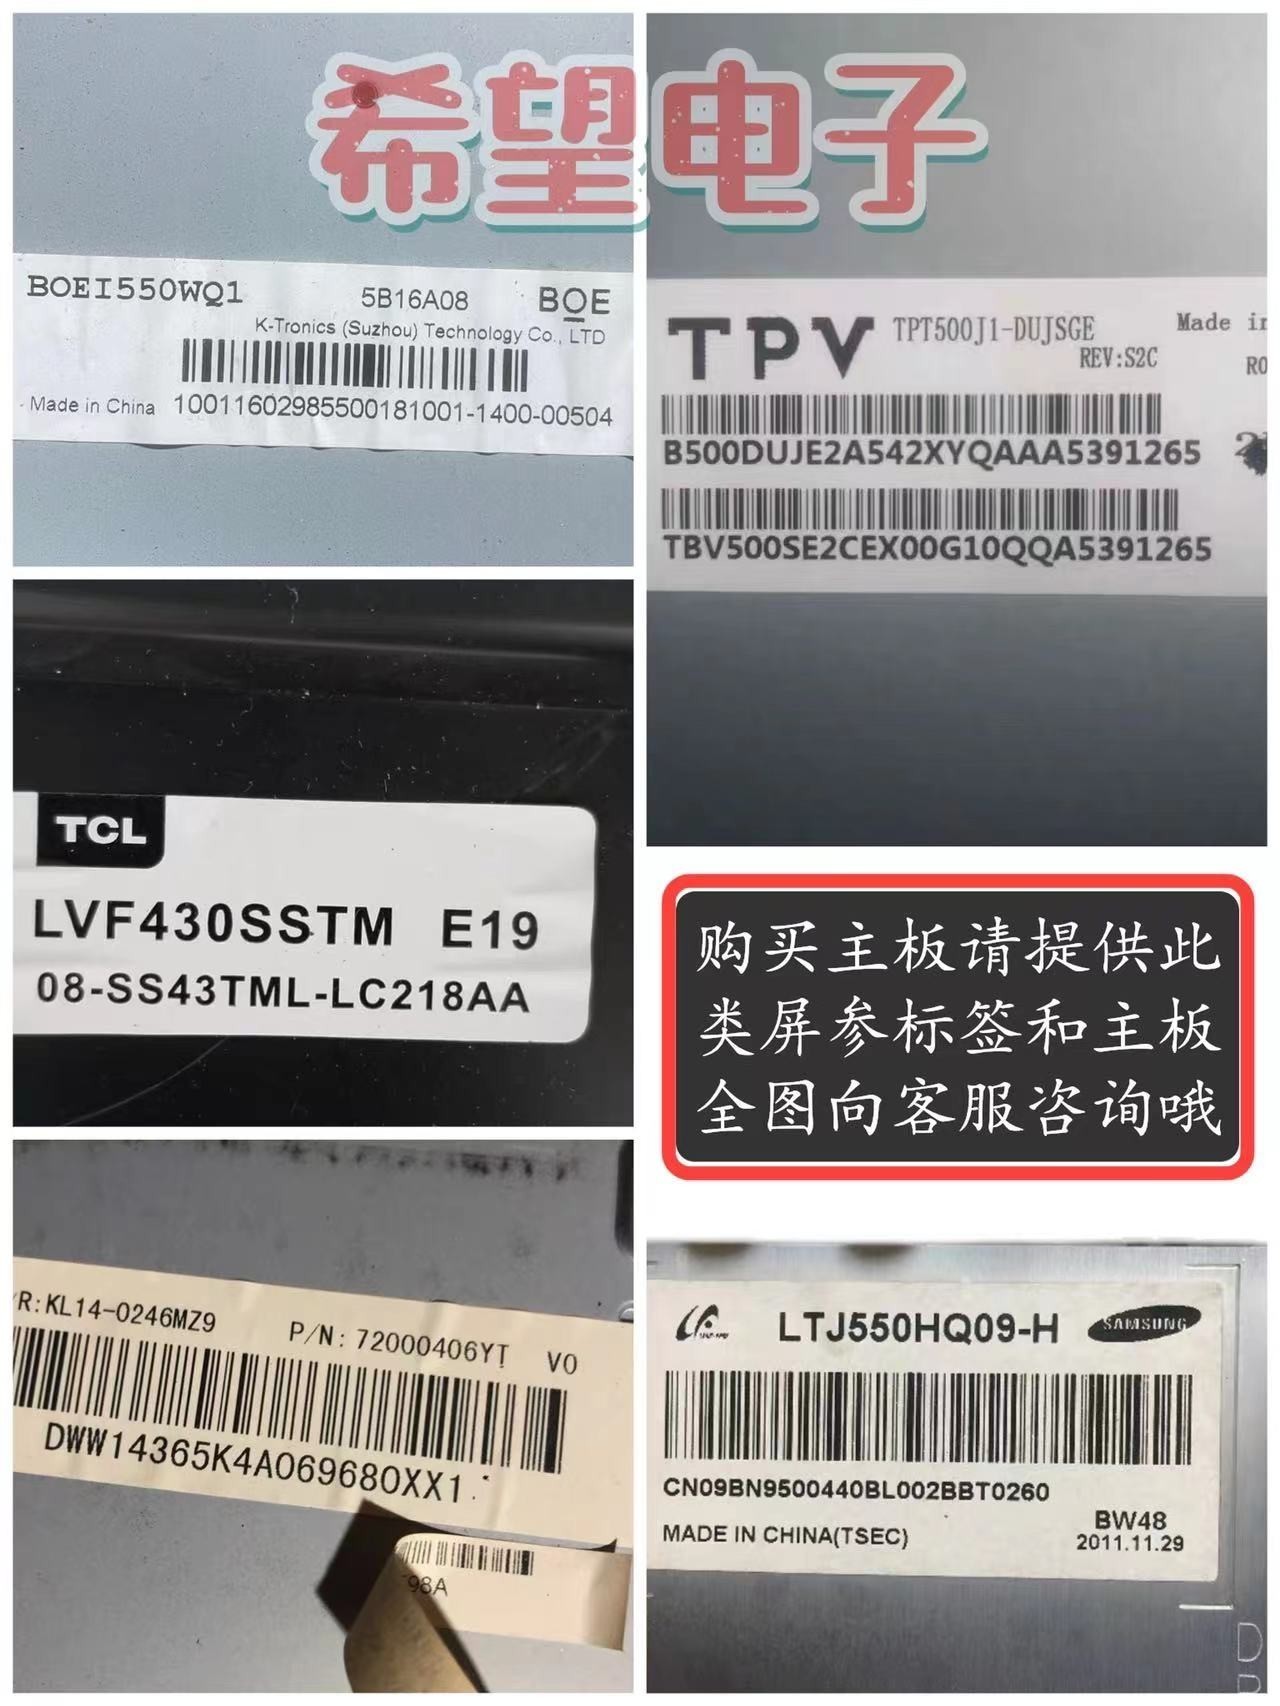 希望电子
BOEI550WQ1 5B16A08 BOE
K-Tronics (Suzhou) Technology Co., LTD
Made in China 10011602985500181001-1400-00504
TPV TPT500J1-DUJSGE Made in
REV:S2C RO
B500DUJE2A542XYQAAA5391265
TBV500SE2CEX00G10QQA5391265
TCL
LVF430SSTM E19
08-SS43TML-LC218AA
购买主板请提供此
类屏参标签和主板
全图向客服咨询哦
/R:KL14-0246MZ9 P/N: 72000406YT V0
DWW14365K4A069680XX1
98A
LTJ550HQ09-H SAMSUNG
CN09BN9500440BL002BBT0260
MADE IN CHINA(TSEC) BW48
2011.11.29
D